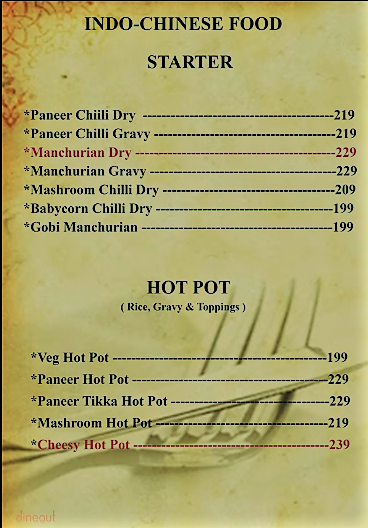 INDO-CHINESE FOOD
STARTER
*Paneer Chiili Dry ---------------------------------------219
*Paneer Chilli Gravy --------------------------------------219
*Manchurian Dry ---------------------------------------------229
*Manchurian Gravy --------------------------------------229
*Mashroom Chilli Dry -----------------------------------209
*Babycorn Chilli Dry ------------------------------------199
*Gobi Manchurian ---------------------------------------199
HOT POT
( Rice, Gravy & Toppings )
*Veg Hot Pot --------------------------------------------199
*Paneer Hot Pot ----------------------------------------229
*Paneer Tikka Hot Pot --------------------------------229
*Mashroom Hot Pot -----------------------------------219
*Cheesy Hot Pot ----------------------------------------239
dineout